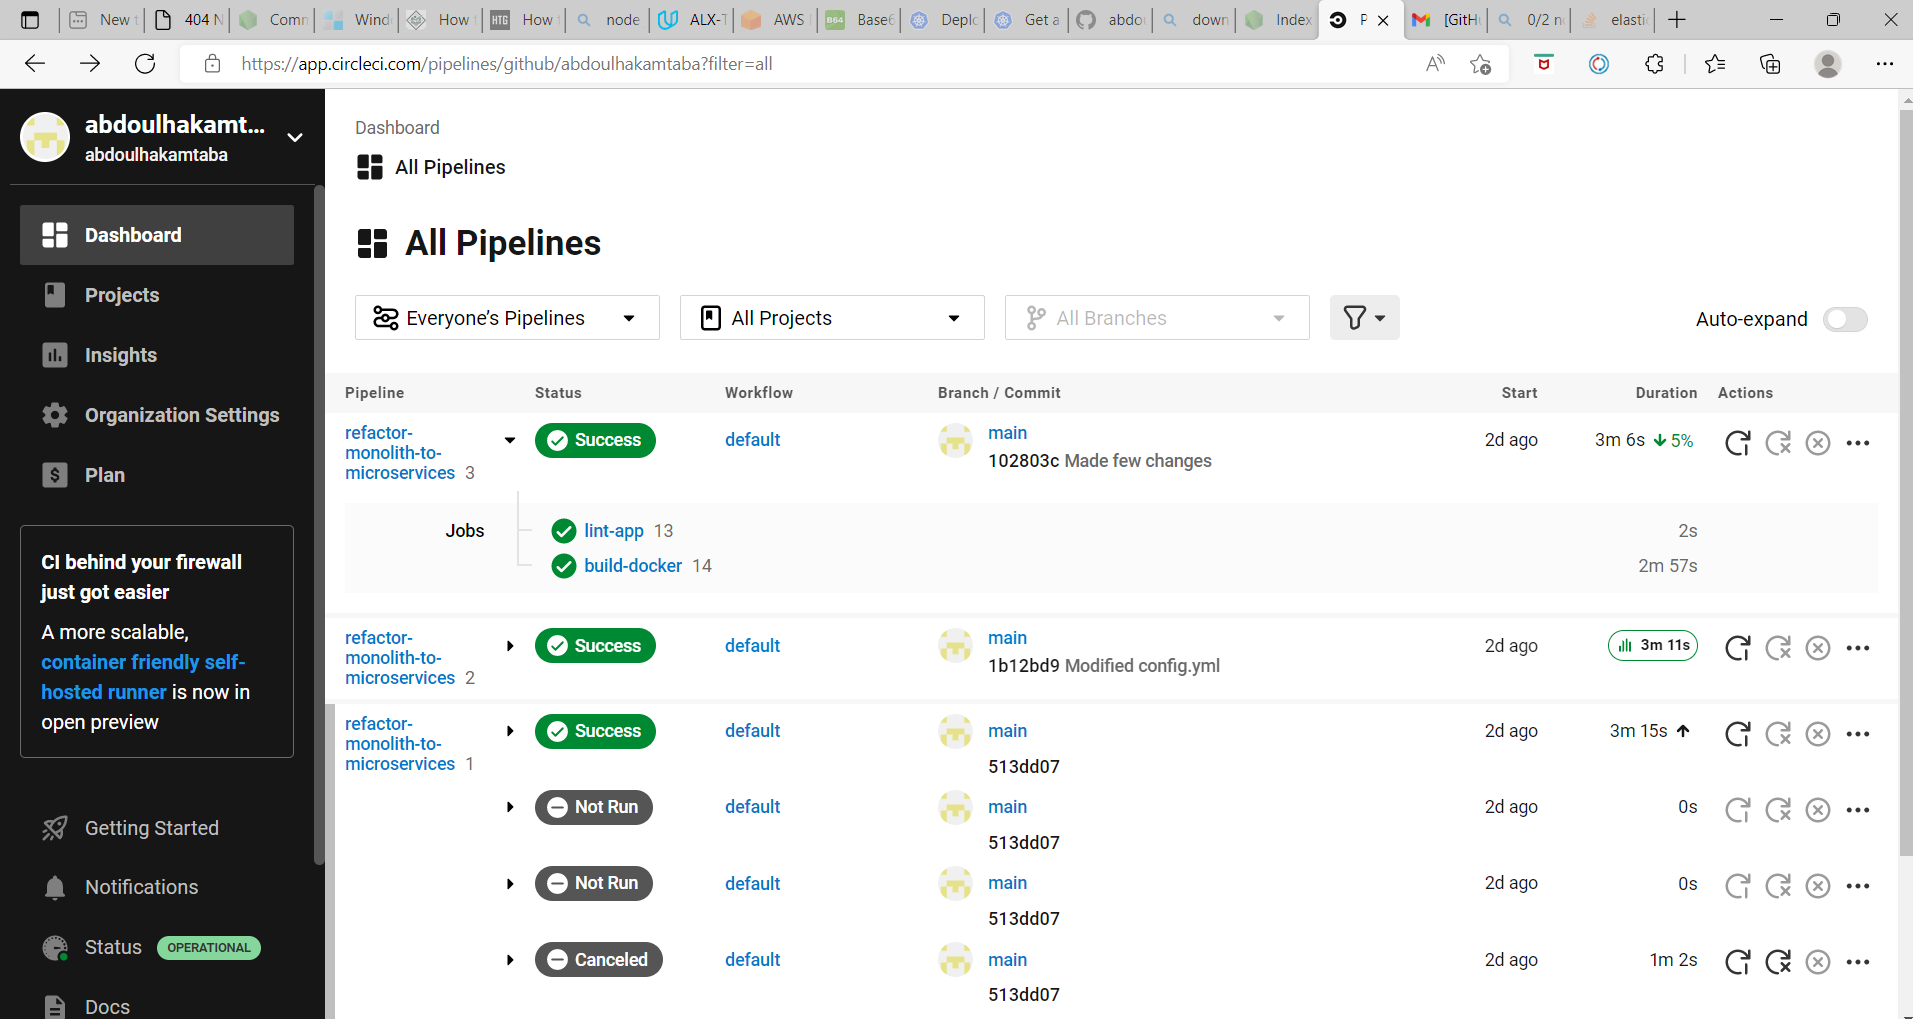 New t
404 N
Comm
Wind
How
HTG
How
node
ALX-T
AWS
B64
Base6
Deplo
Get a
abdou
down
Index
P
[GitHu
0/2 n
elasti
https://app.circleci.com/pipelines/github/abdoulhakamtaba?filter=all
abdoulhakamt...
abdoulhakamtaba
Dashboard
Projects
Insights
Organization Settings
Plan
CI behind your firewall
just got easier
A more scalable,
container friendly self-
hosted runner is now in
open preview
Getting Started
Notifications
Status OPERATIONAL
Docs
Dashboard
All Pipelines
All Pipelines
Everyone’s Pipelines
All Projects
All Branches
Auto-expand
Pipeline Status Workflow Branch / Commit Start Duration Actions
refactor-
monolith-to-
microservices 3
Success default main 2d ago 3m 6s 5%
102803c Made few changes
Jobs
lint-app 13 2s
build-docker 14 2m 57s
refactor-
monolith-to-
microservices 2
Success default main 2d ago 3m 11s
1b12bd9 Modified config.yml
refactor-
monolith-to-
microservices 1
Success default main 2d ago 3m 15s
513dd07
Not Run default main 2d ago 0s
513dd07
Not Run default main 2d ago 0s
513dd07
Canceled default main 2d ago 1m 2s
513dd07